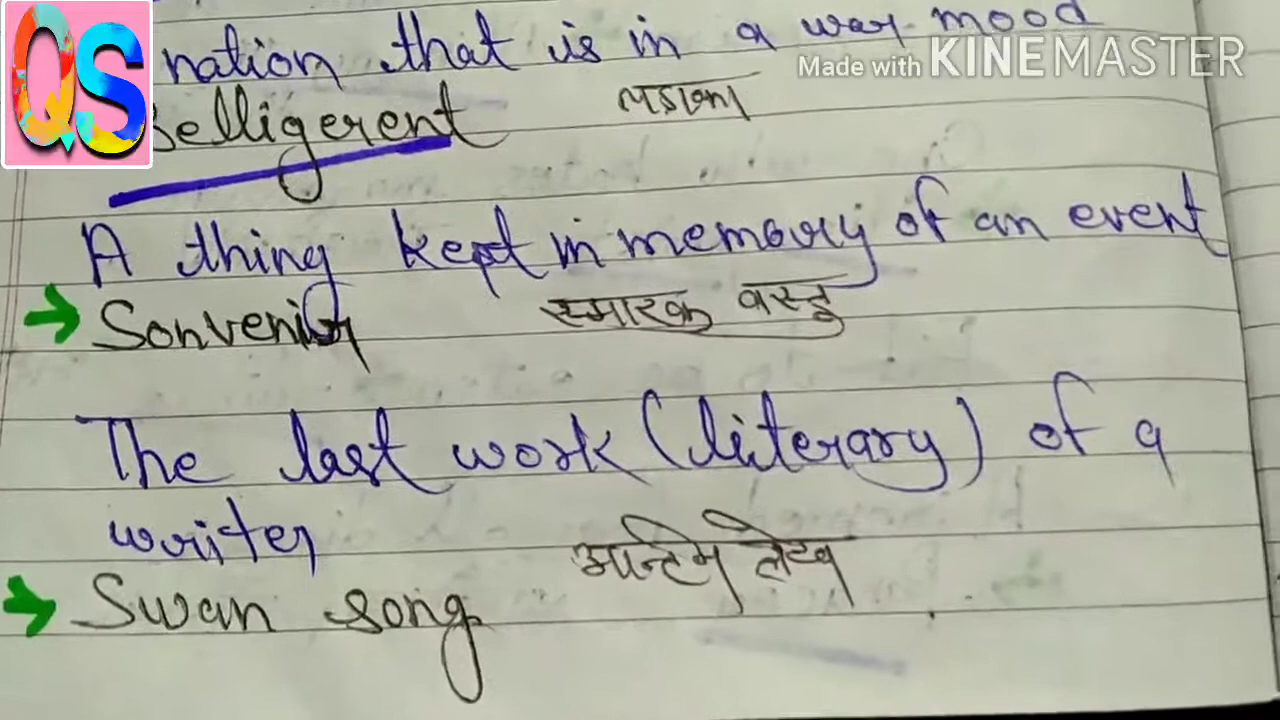 nation that is in a war mood
Made with KINEMASTER
QS
Belligerent लडाका
A thing kept in memory of an event
Souvenir स्मारक वस्तु
The last work (literary) of a
writer
अन्तिम लेख
Swan song